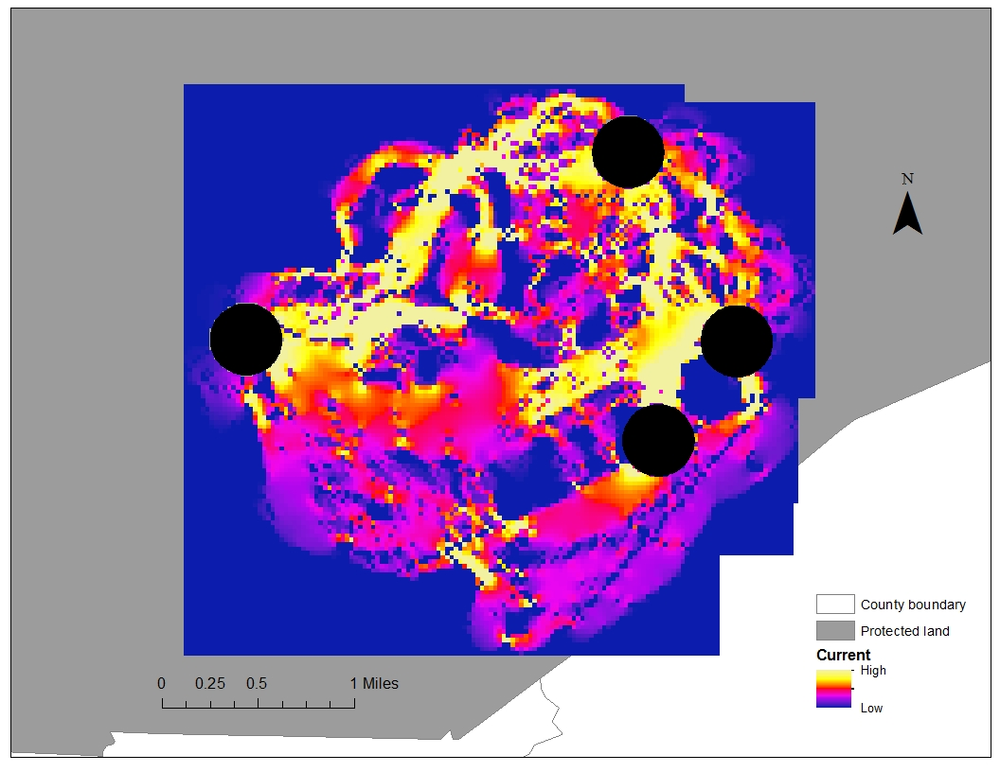 N
County boundary
Protected land
Current
High
Low
0 0.25 0.5 1 Miles